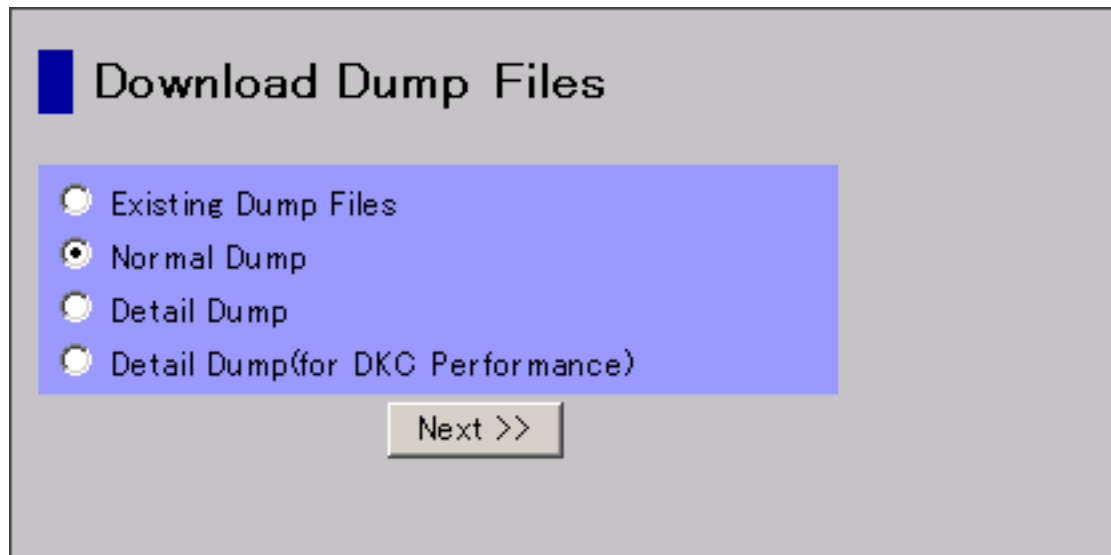 Download Dump Files
Existing Dump Files
Normal Dump
Detail Dump
Detail Dump(for DKC Performance)
Next >>